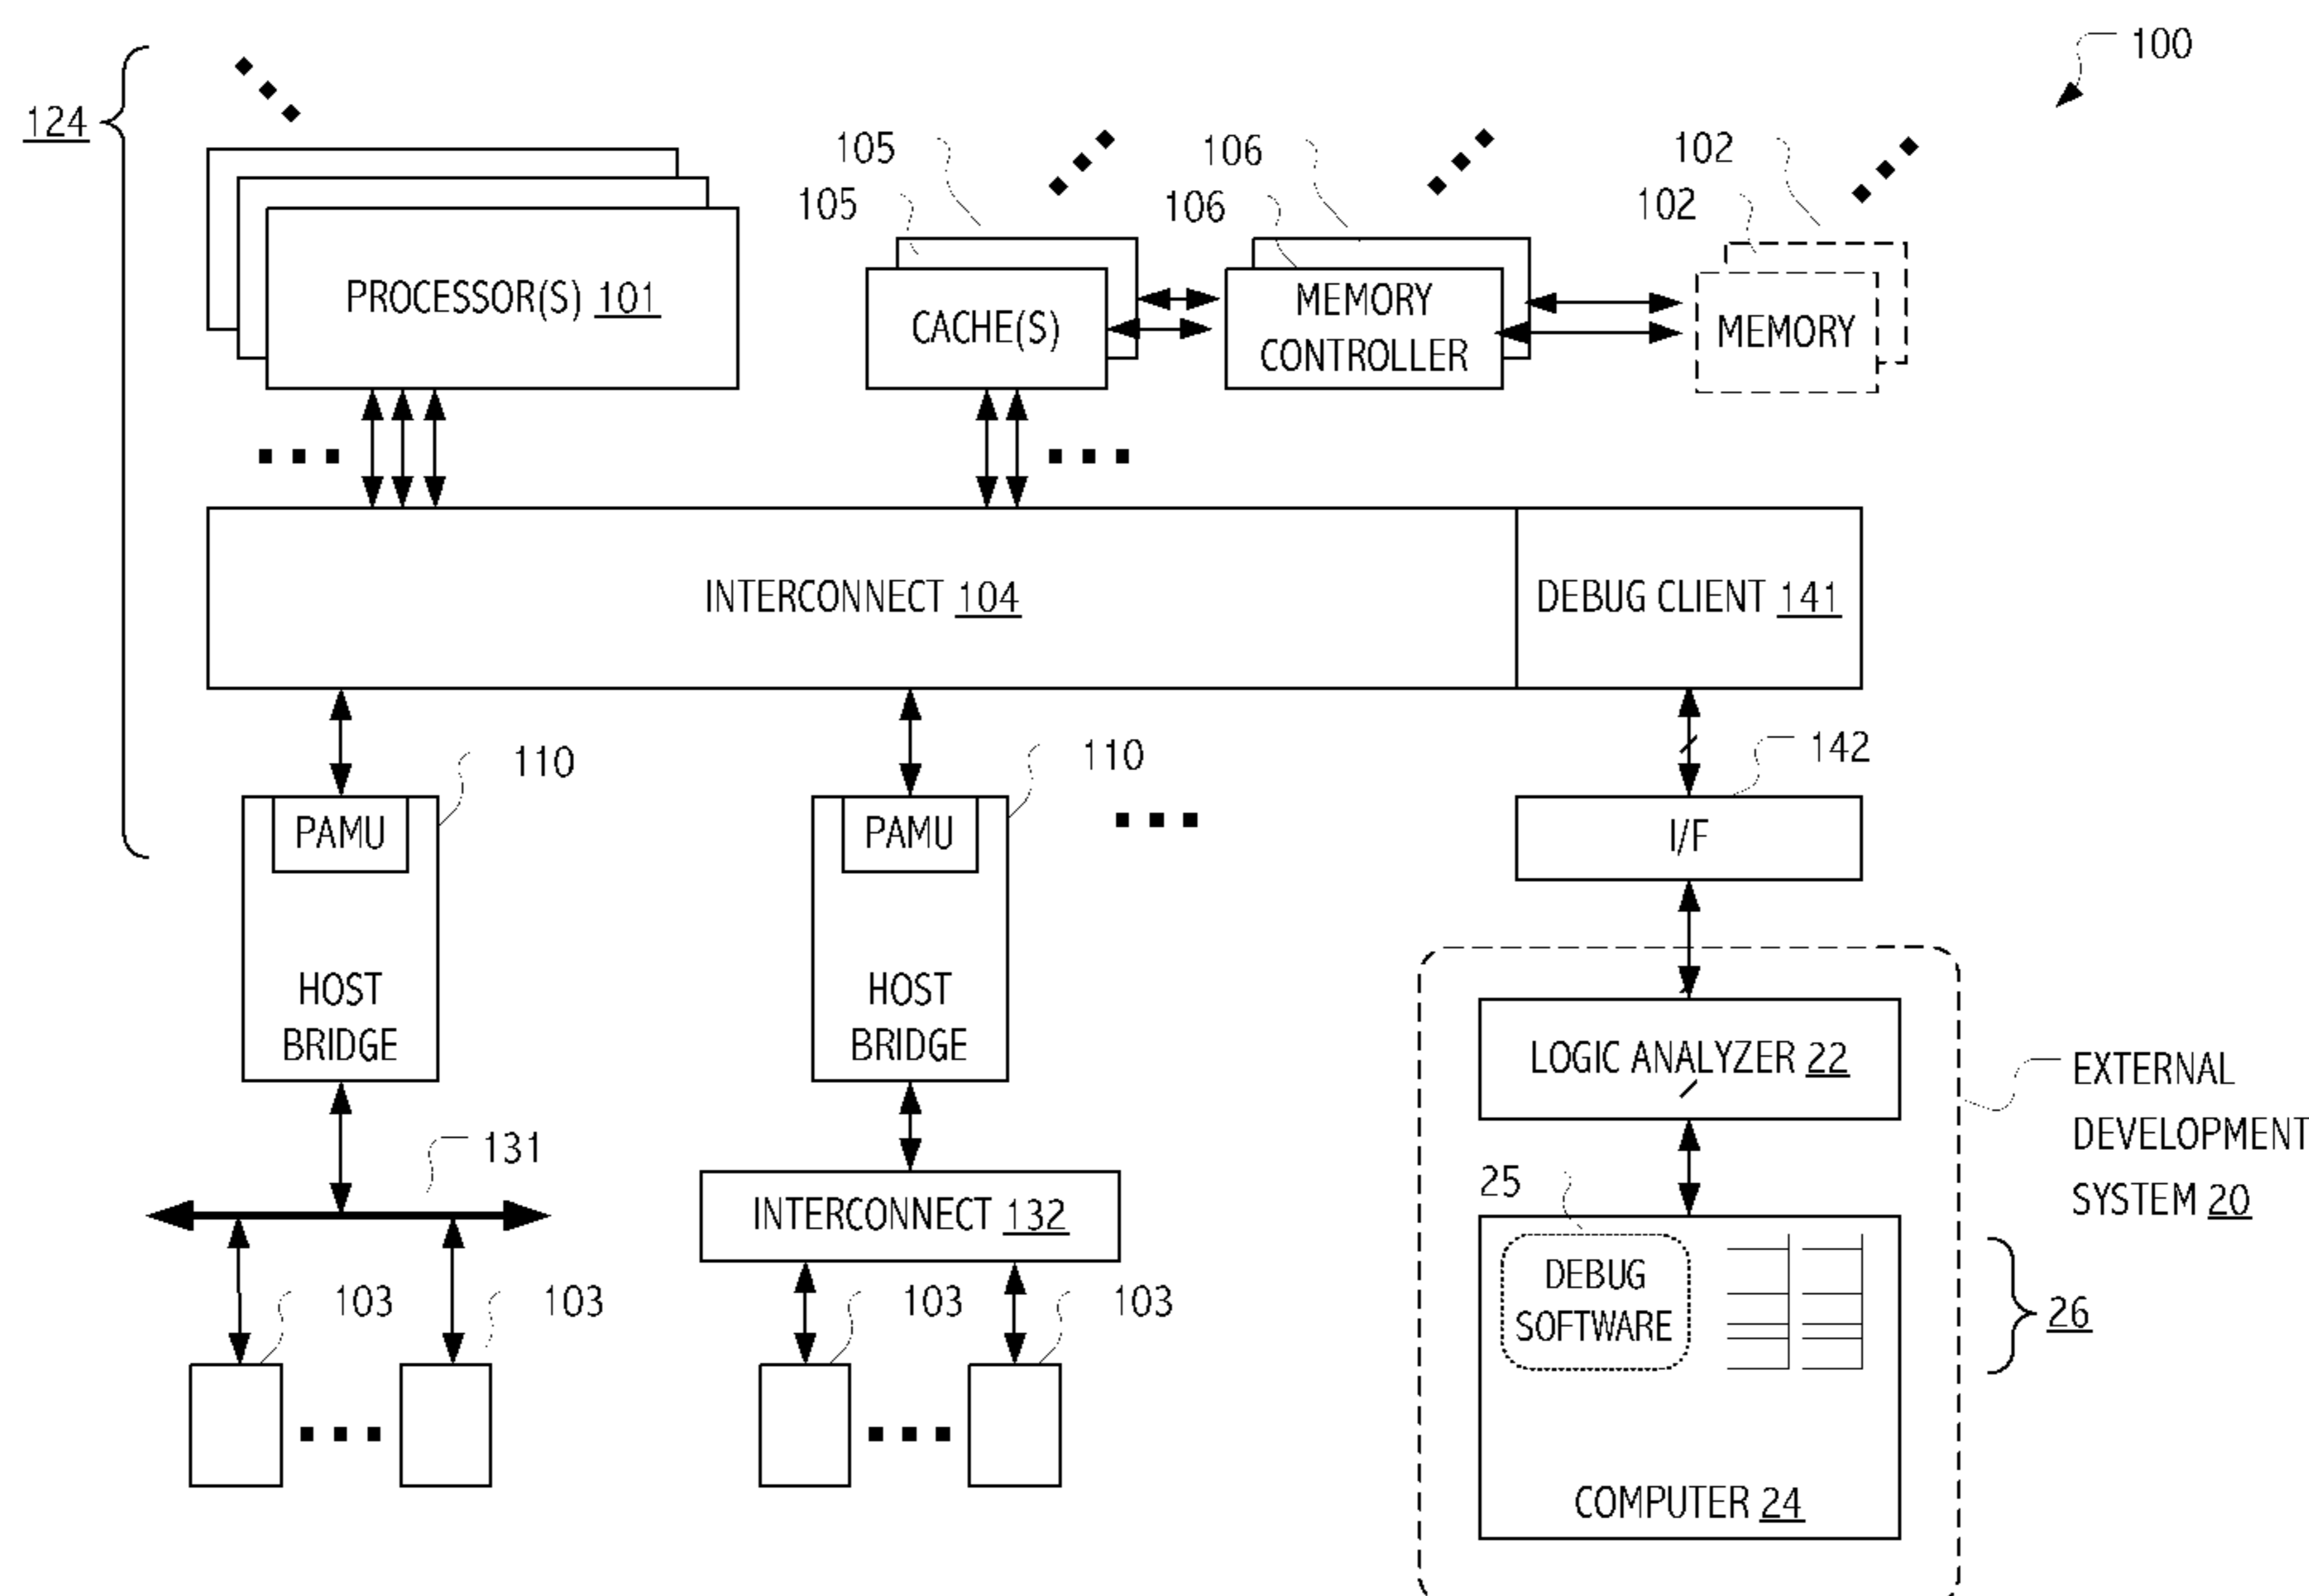 100
124
105
106
102
105
106
102
PROCESSOR(S) 101
CACHE(S)
MEMORY
CONTROLLER
MEMORY
INTERCONNECT 104
DEBUG CLIENT 141
110
110
142
PAMU
PAMU
I/F
HOST
BRIDGE
HOST
BRIDGE
LOGIC ANALYZER 22
EXTERNAL
DEVELOPMENT
SYSTEM 20
131
25
INTERCONNECT 132
DEBUG
SOFTWARE
26
103
103
103
103
COMPUTER 24